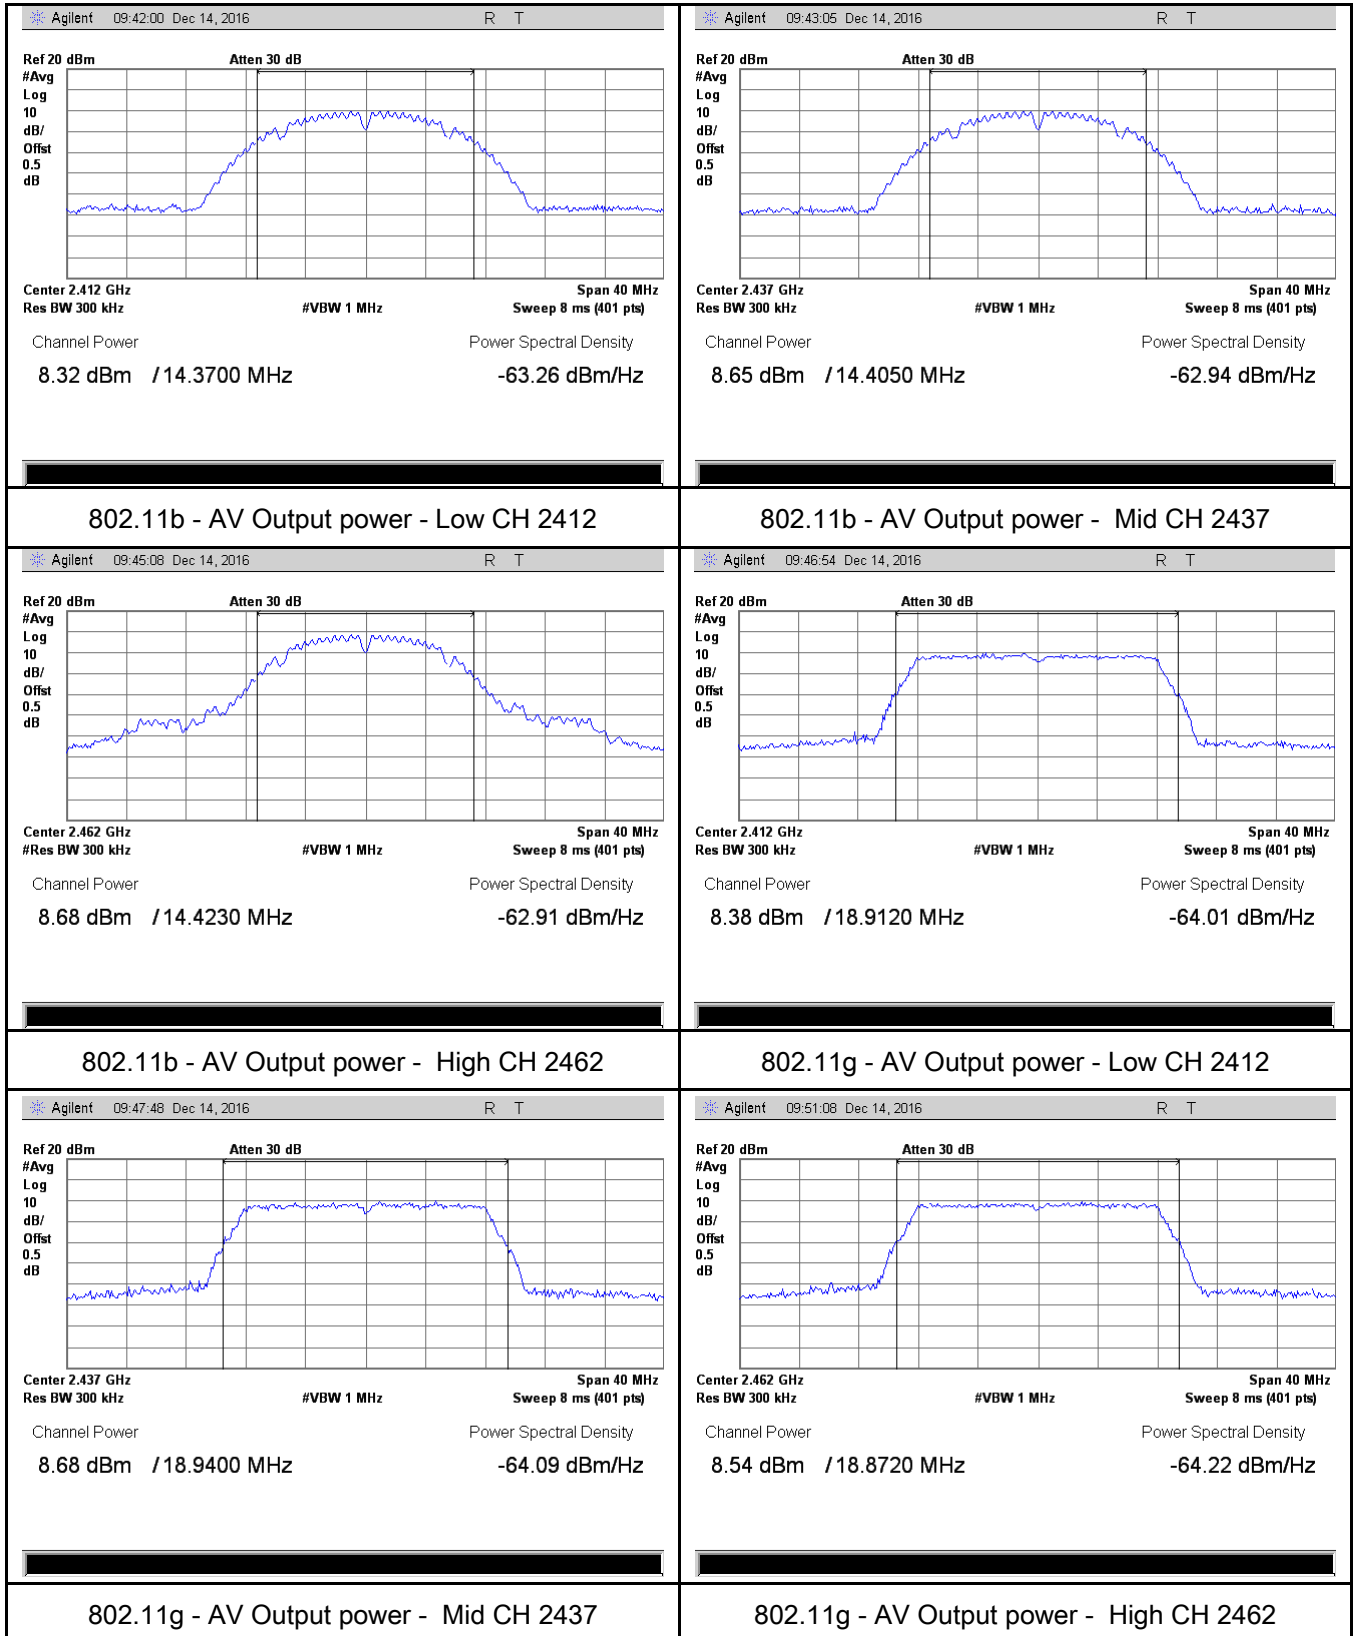 Agilent 09:42:00 Dec 14, 2016 R T
Ref 20 dBm Atten 30 dB
#Avg
Log
10
dB/
Offst
0.5
dB
Center 2.412 GHz Span 40 MHz
Res BW 300 kHz #VBW 1 MHz Sweep 8 ms (401 pts)
Channel Power Power Spectral Density
8.32 dBm / 14.3700 MHz -63.26 dBm/Hz
802.11b - AV Output power - Low CH 2412
Agilent 09:43:05 Dec 14, 2016 R T
Ref 20 dBm Atten 30 dB
#Avg
Log
10
dB/
Offst
0.5
dB
Center 2.437 GHz Span 40 MHz
Res BW 300 kHz #VBW 1 MHz Sweep 8 ms (401 pts)
Channel Power Power Spectral Density
8.65 dBm / 14.4050 MHz -62.94 dBm/Hz
802.11b - AV Output power - Mid CH 2437
Agilent 09:45:08 Dec 14, 2016 R T
Ref 20 dBm Atten 30 dB
#Avg
Log
10
dB/
Offst
0.5
dB
Center 2.462 GHz Span 40 MHz
#Res BW 300 kHz #VBW 1 MHz Sweep 8 ms (401 pts)
Channel Power Power Spectral Density
8.68 dBm / 14.4230 MHz -62.91 dBm/Hz
802.11b - AV Output power - High CH 2462
Agilent 09:46:54 Dec 14, 2016 R T
Ref 20 dBm Atten 30 dB
#Avg
Log
10
dB/
Offst
0.5
dB
Center 2.412 GHz Span 40 MHz
Res BW 300 kHz #VBW 1 MHz Sweep 8 ms (401 pts)
Channel Power Power Spectral Density
8.38 dBm / 18.9120 MHz -64.01 dBm/Hz
802.11g - AV Output power - Low CH 2412
Agilent 09:47:48 Dec 14, 2016 R T
Ref 20 dBm Atten 30 dB
#Avg
Log
10
dB/
Offst
0.5
dB
Center 2.437 GHz Span 40 MHz
Res BW 300 kHz #VBW 1 MHz Sweep 8 ms (401 pts)
Channel Power Power Spectral Density
8.68 dBm / 18.9400 MHz -64.09 dBm/Hz
802.11g - AV Output power - Mid CH 2437
Agilent 09:51:08 Dec 14, 2016 R T
Ref 20 dBm Atten 30 dB
#Avg
Log
10
dB/
Offst
0.5
dB
Center 2.462 GHz Span 40 MHz
Res BW 300 kHz #VBW 1 MHz Sweep 8 ms (401 pts)
Channel Power Power Spectral Density
8.54 dBm / 18.8720 MHz -64.22 dBm/Hz
802.11g - AV Output power - High CH 2462